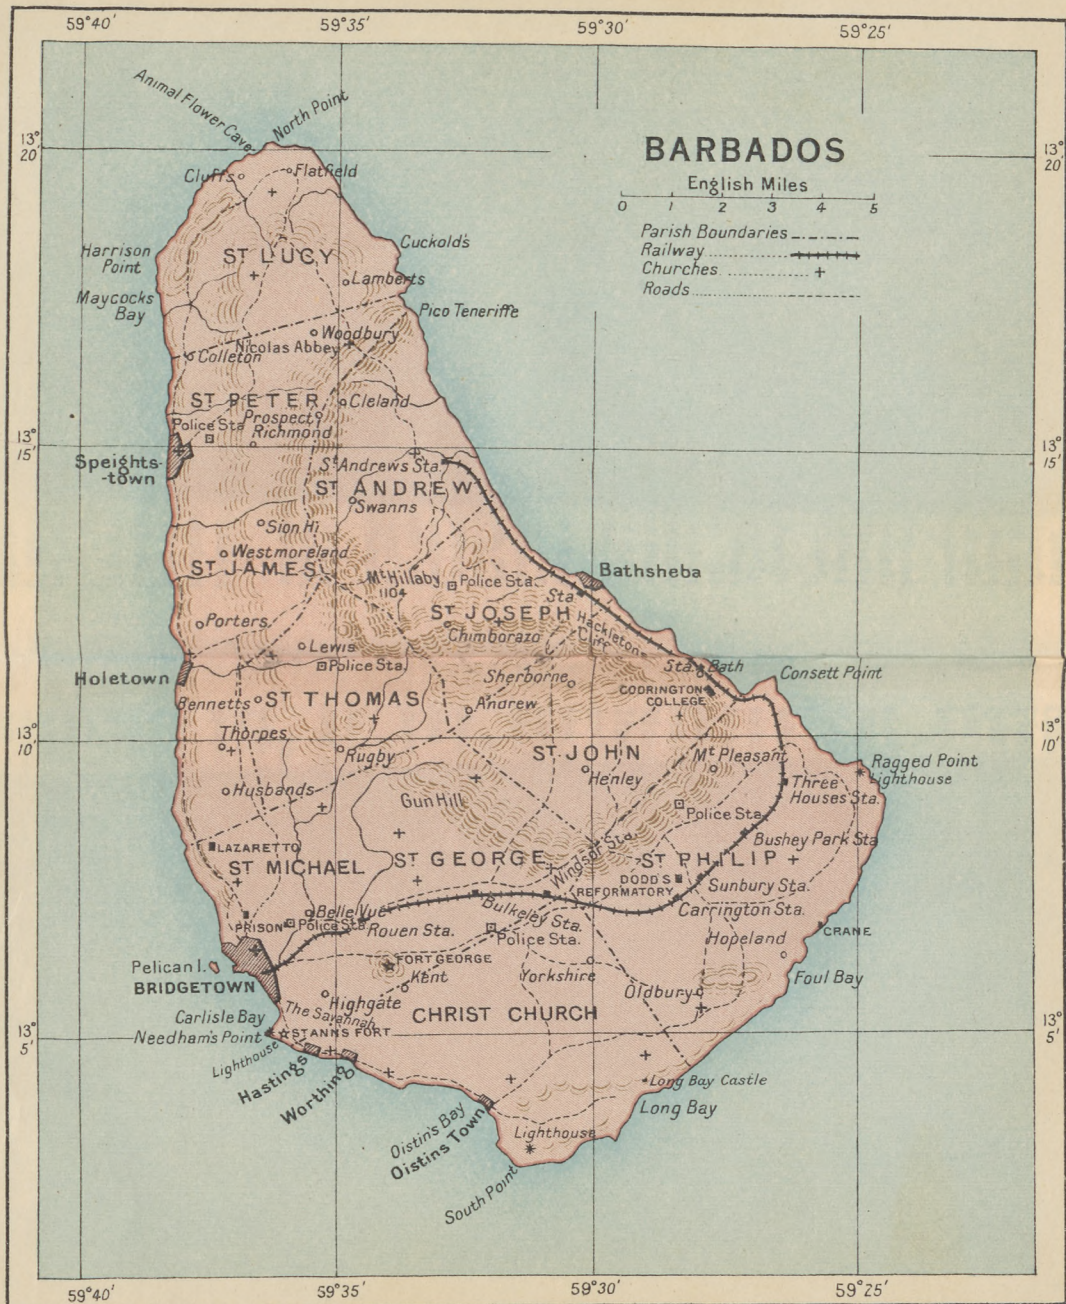 59°40′ 59°35′ 59°30′ 59°25′
Animal Flower Cave
North Point
13° 20′
13° 20′
BARBADOS
English Miles
0 1 2 3 4 5
Parish Boundaries
Railway
Churches
Roads
Cluffs
Flatfield
Harrison
Point
ST LUCY
Cuckold's
Lamberts
Maycocks
Bay
Pico Teneriffe
Woodbury
Nicolas Abbey
Colleton
ST PETER
Cleland
Police Sta
Prospect
Richmond
13° 15′
13° 15′
Speights-
-town
St Andrews Sta.
ST ANDREW
Swanns
Sion Hi
Westmoreland
ST JAMES
Mt Hillaby
1104
Police Sta.
Bathsheba
Sta.
ST JOSEPH
Hackleton
Cliff
Porters
Chimborazo
Lewis
Police Sta.
Sta. Bath
Holetown
Sherborne
CODRINGTON
COLLEGE
Consett Point
Bennetts
ST THOMAS
Andrew
13° 10′
13° 10′
Thorpes
Rugby
ST JOHN
Henley
Mt Pleasant
Ragged Point
Lighthouse
Husbands
Gun Hill
Three
Houses Sta.
Police Sta.
Windsor Sta.
Bushey Park Sta
LAZARETTO
ST MICHAEL
ST GEORGE
ST PHILIP
DODD'S
REFORMATORY
Sunbury Sta.
Carrington Sta.
Belle Vue
PRISON
Police Sta.
Rouen Sta.
Bulkeley Sta.
Police Sta.
Hopeland
CRANE
Pelican I.
BRIDGETOWN
FORT GEORGE
Kent
Yorkshire
Foul Bay
Oldbury
Highgate
The Savannah
CHRIST CHURCH
Carlisle Bay
Needham's Point
ST ANNS FORT
13° 5′
13° 5′
Lighthouse
Hastings
Worthing
Long Bay Castle
Long Bay
Oistin's Bay
Oistins Town
Lighthouse
South Point
59°40′ 59°35′ 59°30′ 59°25′